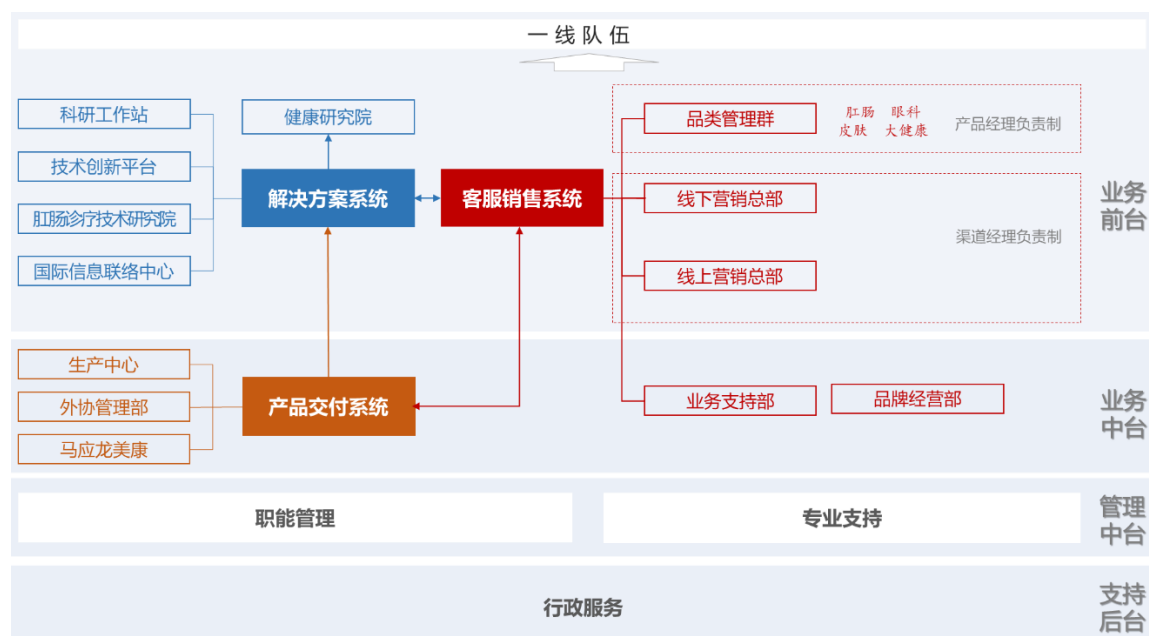 一线队伍
科研工作站
技术创新平台
肛肠诊疗技术研究院
国际信息联络中心
健康研究院
解决方案系统
客服销售系统
品类管理群
肛肠 眼科
皮肤 大健康
产品经理负责制
线下营销总部
渠道经理负责制
线上营销总部
业务
前台
生产中心
外协管理部
马应龙美康
产品交付系统
业务支持部
品牌经营部
业务
中台
职能管理
专业支持
管理
中台
行政服务
支持
后台